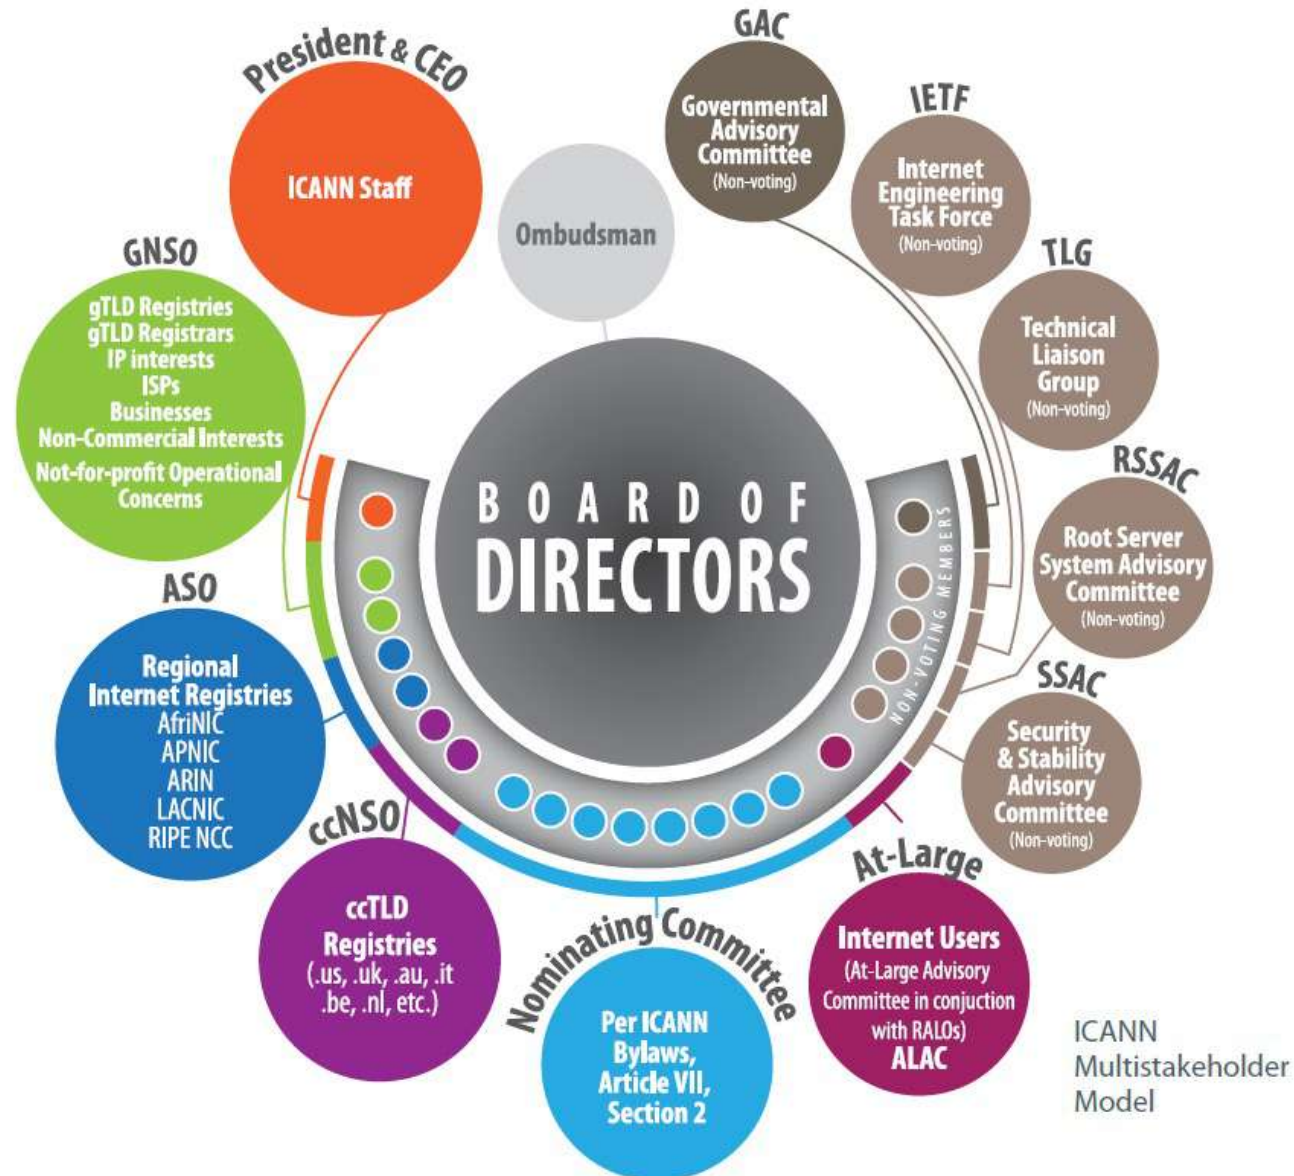 President & CEO
ICANN Staff
Ombudsman
GAC
Governmental
Advisory
Committee
(Non-voting)
IETF
Internet
Engineering
Task Force
(Non-voting)
TLG
Technical
Liaison
Group
(Non-voting)
RSSAC
Root Server
System Advisory
Committee
(Non-voting)
SSAC
Security
& Stability
Advisory
Committee
(Non-voting)
GNSO
gTLD Registries
gTLD Registrars
IP interests
ISPs
Businesses
Non-Commercial Interests
Not-for-profit Operational
Concerns
BOARD OF
DIRECTORS
NON-VOTING MEMBERS
ASO
Regional
Internet Registries
AfriNIC
APNIC
ARIN
LACNIC
RIPE NCC
ccNSO
ccTLD
Registries
(.us, .uk, .au, .it
.be, .nl, etc.)
Nominating Committee
Per ICANN
Bylaws,
Article VII,
Section 2
At-Large
Internet Users
(At-Large Advisory
Committee in conjuction
with RALOs)
ALAC
ICANN
Multistakeholder
Model